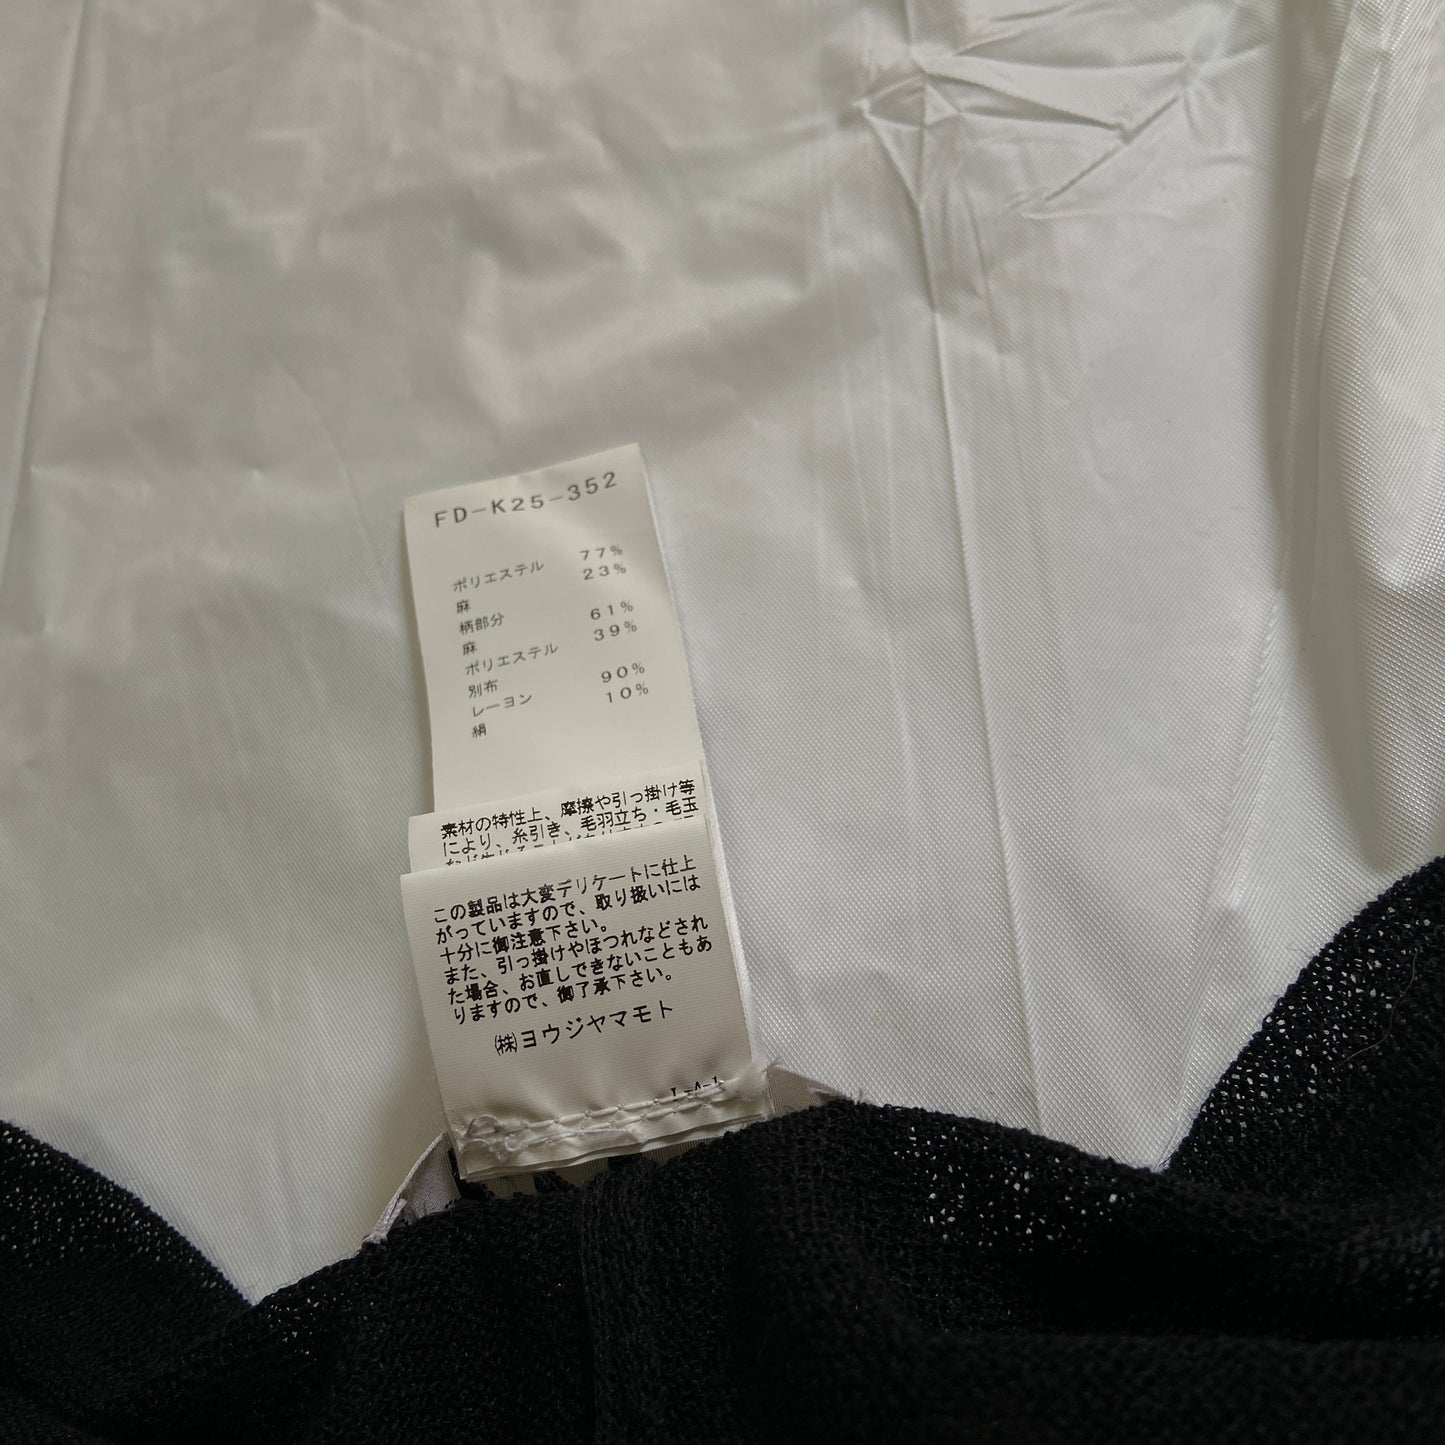 FD-K25-352
ポリエステル 77%
麻 23%
柄部分
麻 61%
ポリエステル 39%
別布
レーヨン 90%
絹 10%
素材の特性上、摩擦や引っ掛け等
により、糸引き、毛羽立ち・毛玉
この製品は大変デリケートに仕上
がっていますので、取り扱いには
十分に御注意下さい。
また、引っ掛けやほつれなどされ
た場合、お直しできないこともあ
りますので、御了承下さい。
㈱ヨウジヤマモト